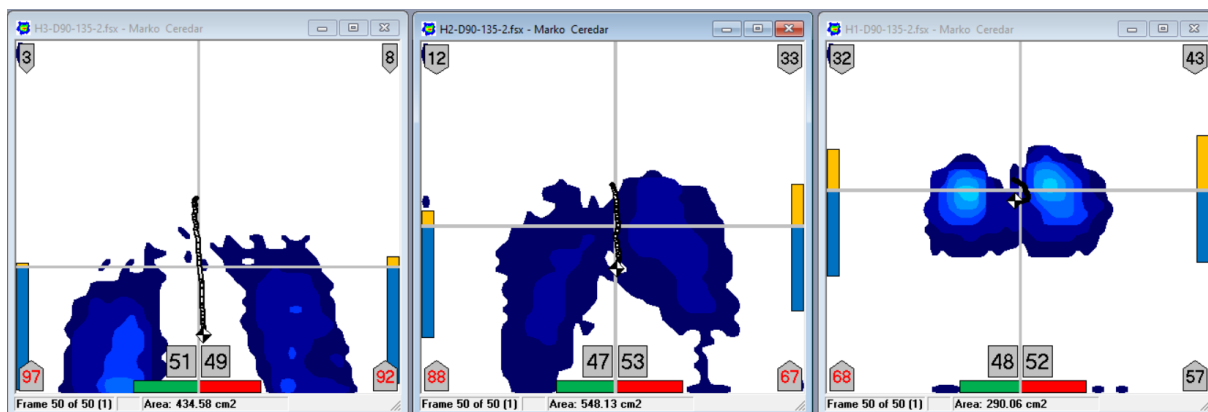 H3-D90-135-2.fsx - Marko Ceredar
3
8
51
49
97
92
Frame 50 of 50 (1)
Area: 434.58 cm2
H2-D90-135-2.fsx - Marko Ceredar
12
33
47
53
88
67
Frame 50 of 50 (1)
Area: 548.13 cm2
H1-D90-135-2.fsx - Marko Ceredar
32
43
48
52
68
57
Frame 50 of 50 (1)
Area: 290.06 cm2